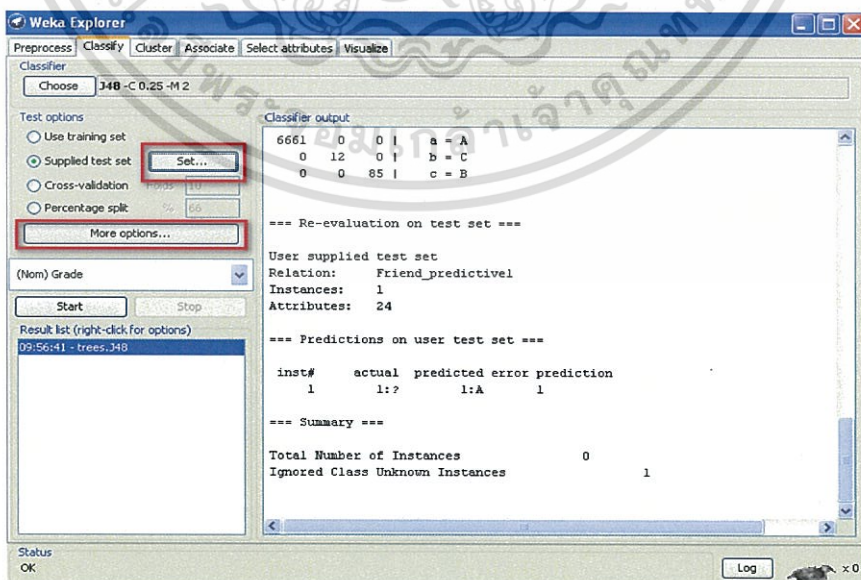 Weka Explorer
Preprocess Classify Cluster Associate Select attributes Visualize
Classifier
Choose J48 -C 0.25 -M 2
Test options
Use training set
Supplied test set Set...
Cross-validation Folds 10
Percentage split % 66
More options...
(Nom) Grade
Start Stop
Result list (right-click for options)
09:56:41 - trees.J48
Classifier output
6661 0 0 | a = A
0 12 0 | b = C
0 0 85 | c = B
=== Re-evaluation on test set ===
User supplied test set
Relation: Friend_predictive1
Instances: 1
Attributes: 24
=== Predictions on user test set ===
inst# actual predicted error prediction
1 1:? 1:A 1
=== Summary ===
Total Number of Instances 0
Ignored Class Unknown Instances 1
Status
OK
Log x 0